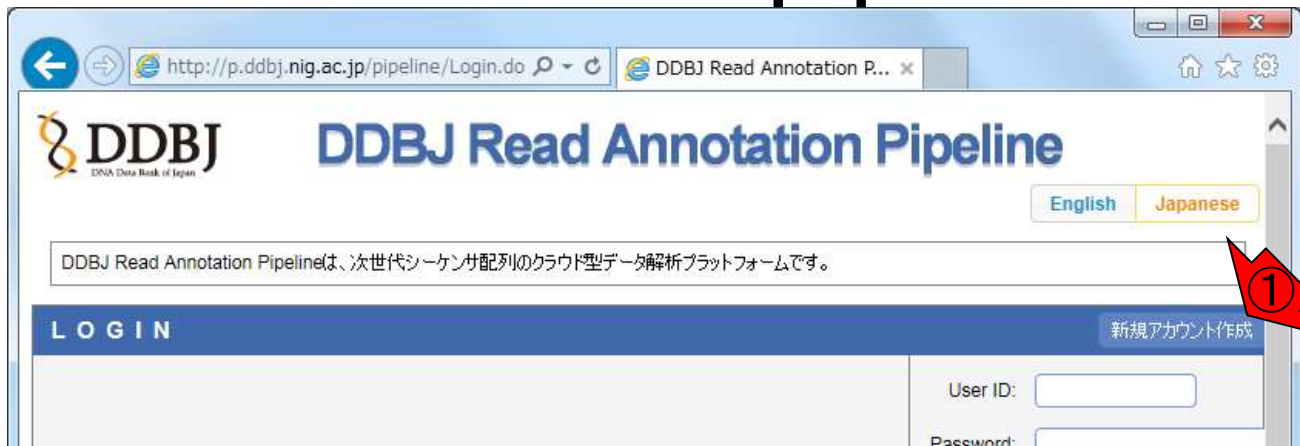 http://p.ddbj.nig.ac.jp/pipeline/Login.do
DDBJ Read Annotation P...
DDBJ
DNA Data Bank of Japan
DDBJ Read Annotation Pipeline
English
Japanese
DDBJ Read Annotation Pipelineは、次世代シーケンサ配列のクラウド型データ解析プラットフォームです。
①
LOGIN
新規アカウント作成
User ID:
Password: